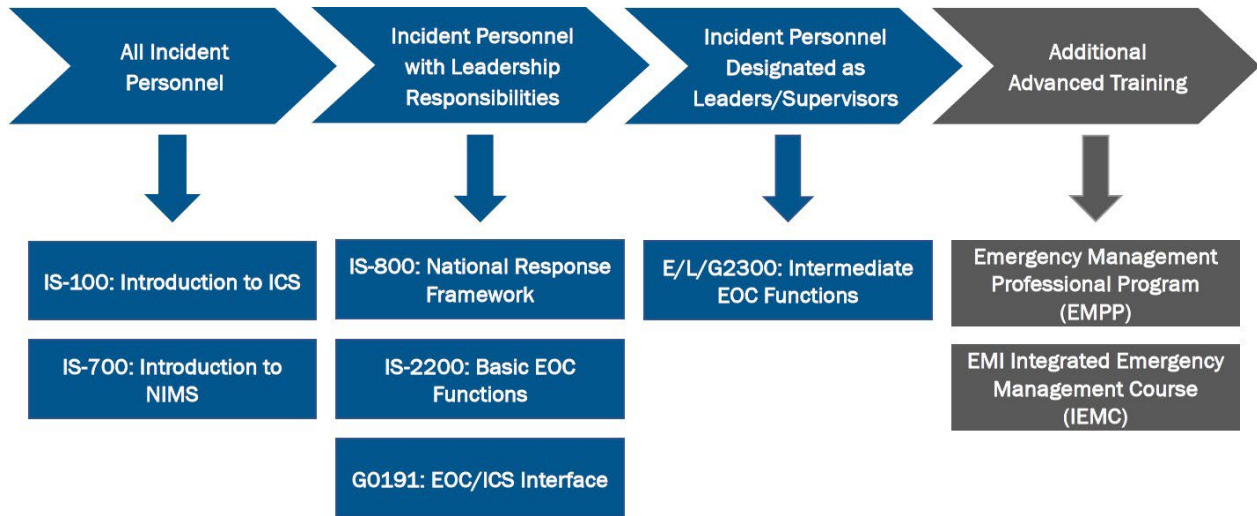 All Incident
Personnel
Incident Personnel
with Leadership
Responsibilities
Incident Personnel
Designated as
Leaders/Supervisors
Additional
Advanced Training
IS-100: Introduction to ICS
IS-700: Introduction to
NIMS
IS-800: National Response
Framework
IS-2200: Basic EOC
Functions
G0191: EOC/ICS Interface
E/L/G2300: Intermediate
EOC Functions
Emergency Management
Professional Program
(EMPP)
EMI Integrated Emergency
Management Course
(IEMC)